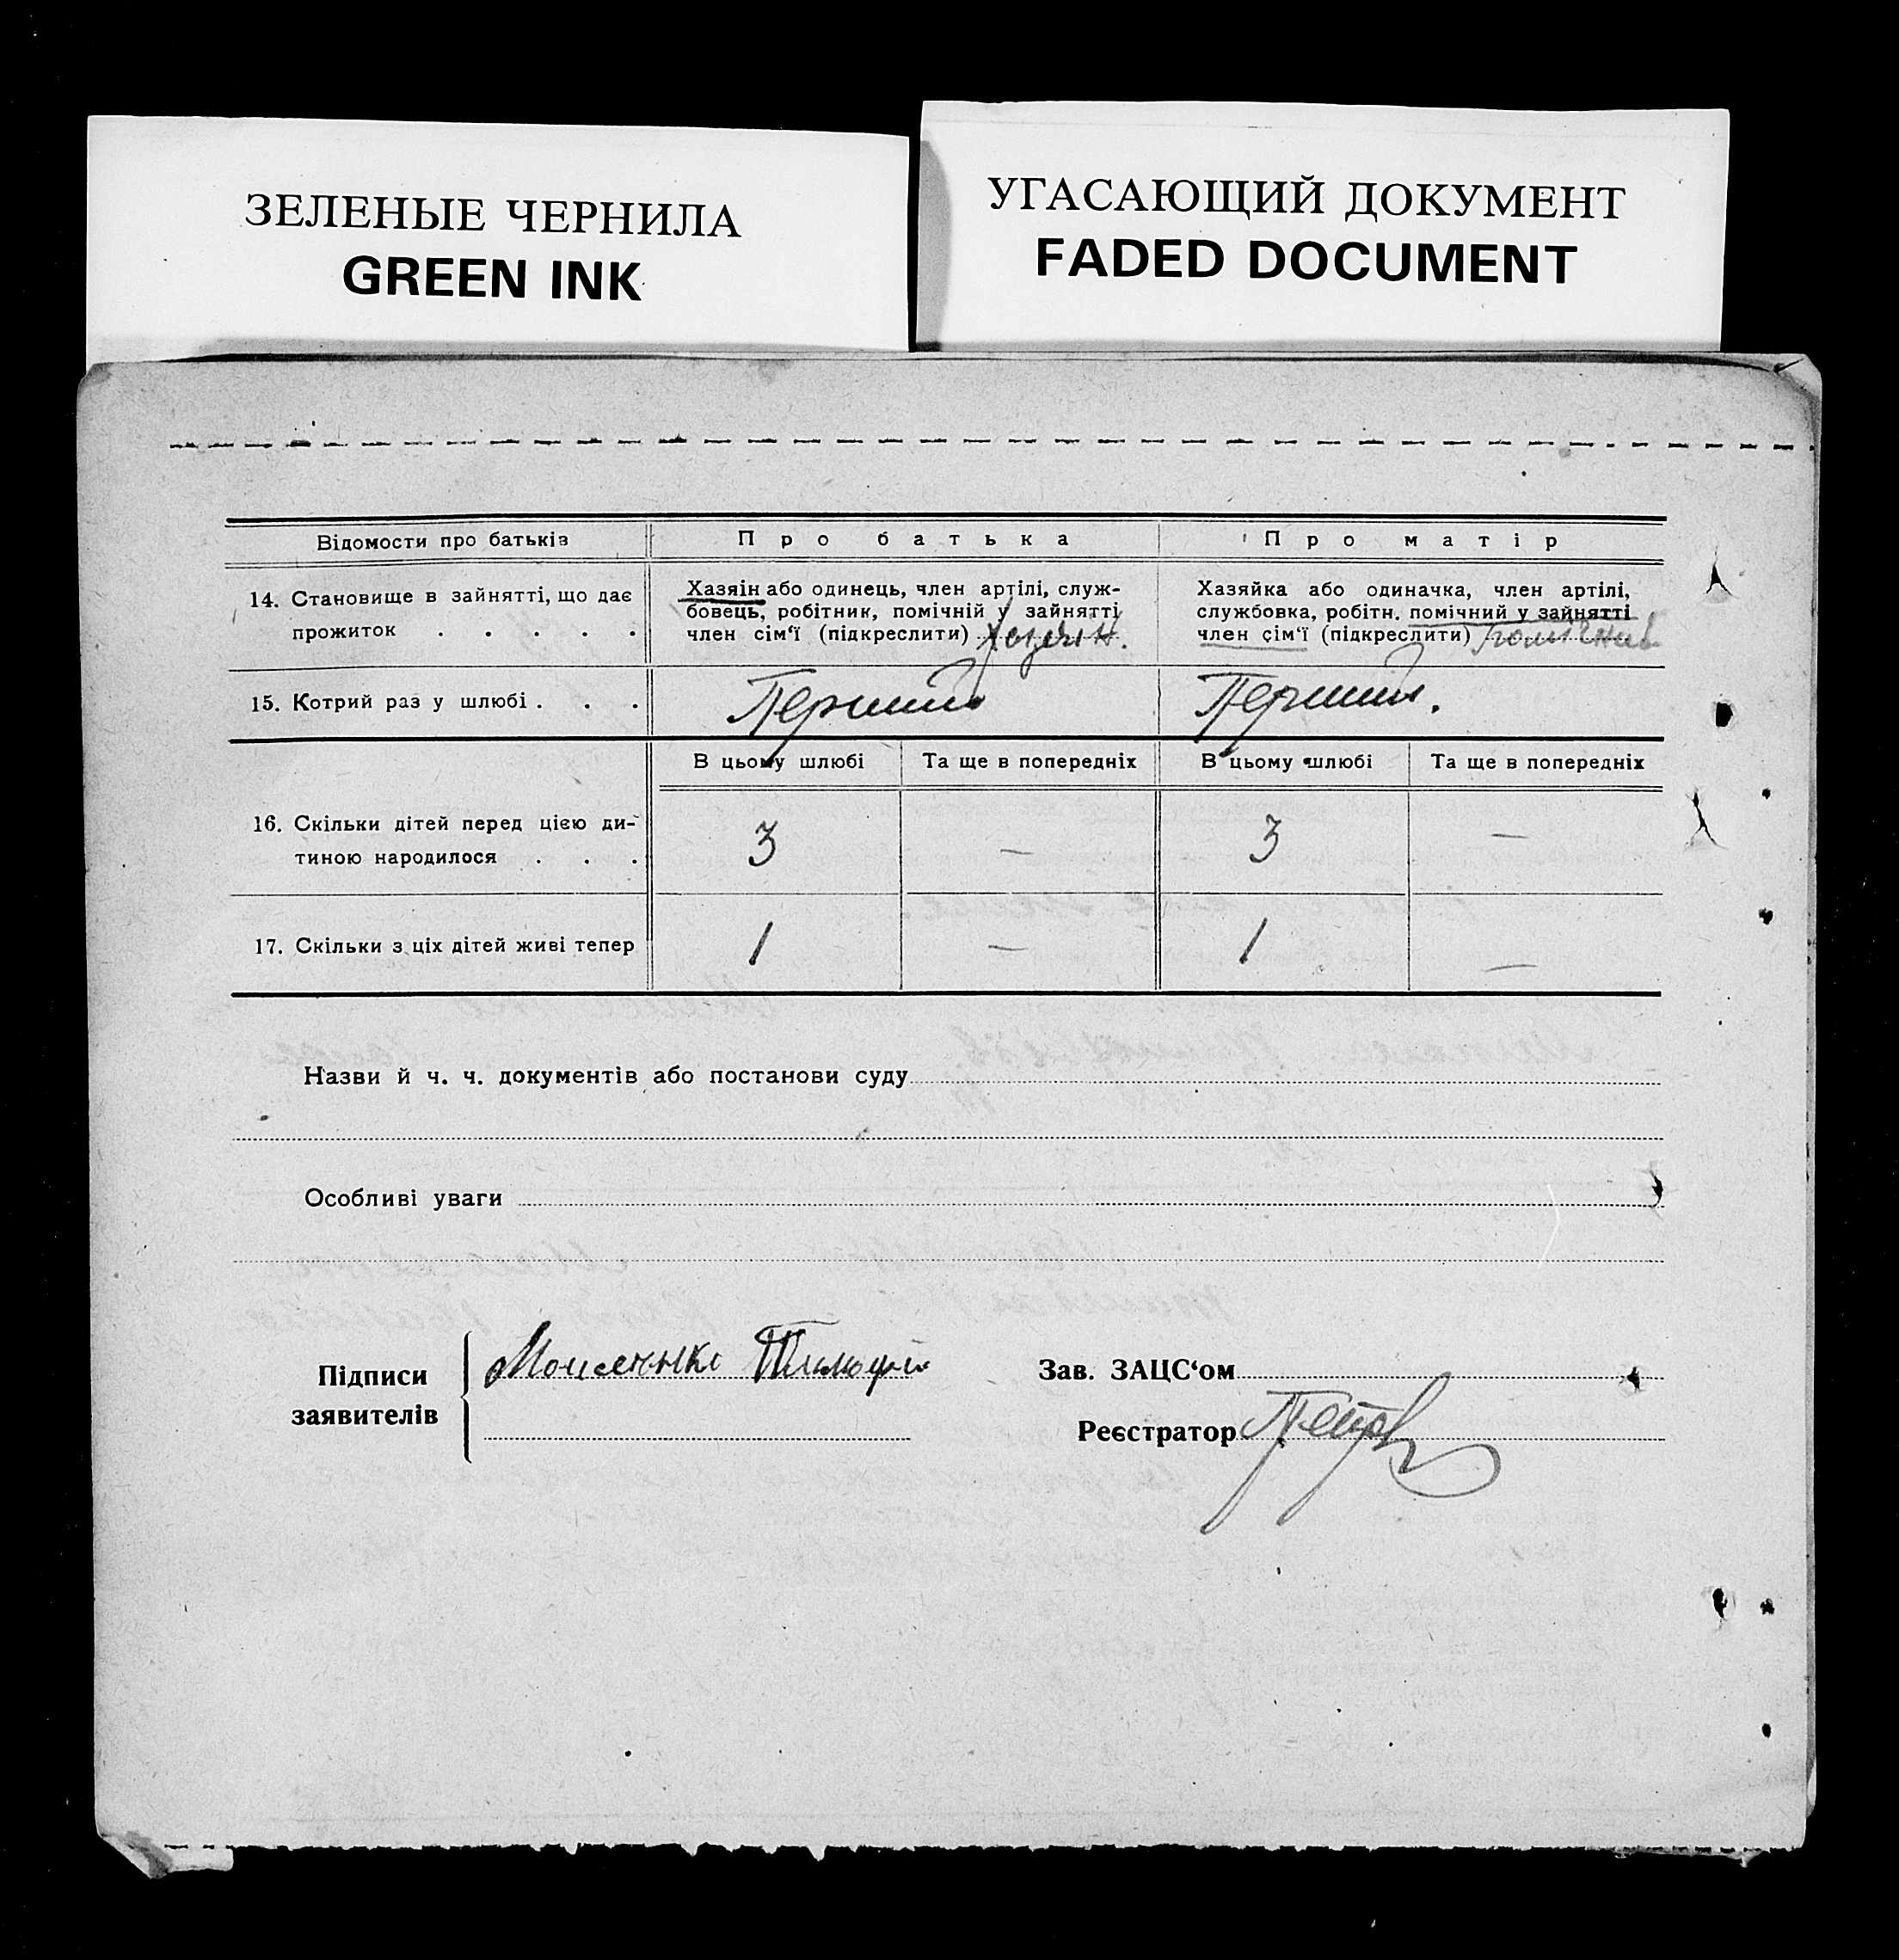 ЗЕЛЕНЫЕ ЧЕРНИЛА
GREEN INK
УГАСАЮЩИЙ ДОКУМЕНТ
FADED DOCUMENT
Відомости про батьків
Про батька
Про матір
14. Становище в зайнятті, що дає
прожиток . . . . .
Хазяін або одинець, член артілі, служ-
бовець, робітник, помічній у зайнятті
член сім‘ї (підкреслити) хазяін.
Хазяйка або одиначка, член артілі,
службовка, робітн. помічний у зайнятті
член сім‘ї (підкреслити) помічний
15. Котрий раз у шлюбі . . .
Перший
Перший.
В цьому шлюбі
Та ще в попередніх
В цьому шлюбі
Та ще в попередніх
16. Скільки дітей перед цією ди-
тиною народилося . . .
3
—
3
—
17. Скільки з ціх дітей живі тепер
1
—
1
—
Назви й ч. ч. документів або постанови суду
Особливі уваги
Підписи
заявителів
Тимофій
Зав. ЗАЦС‘ом
Реєстратор